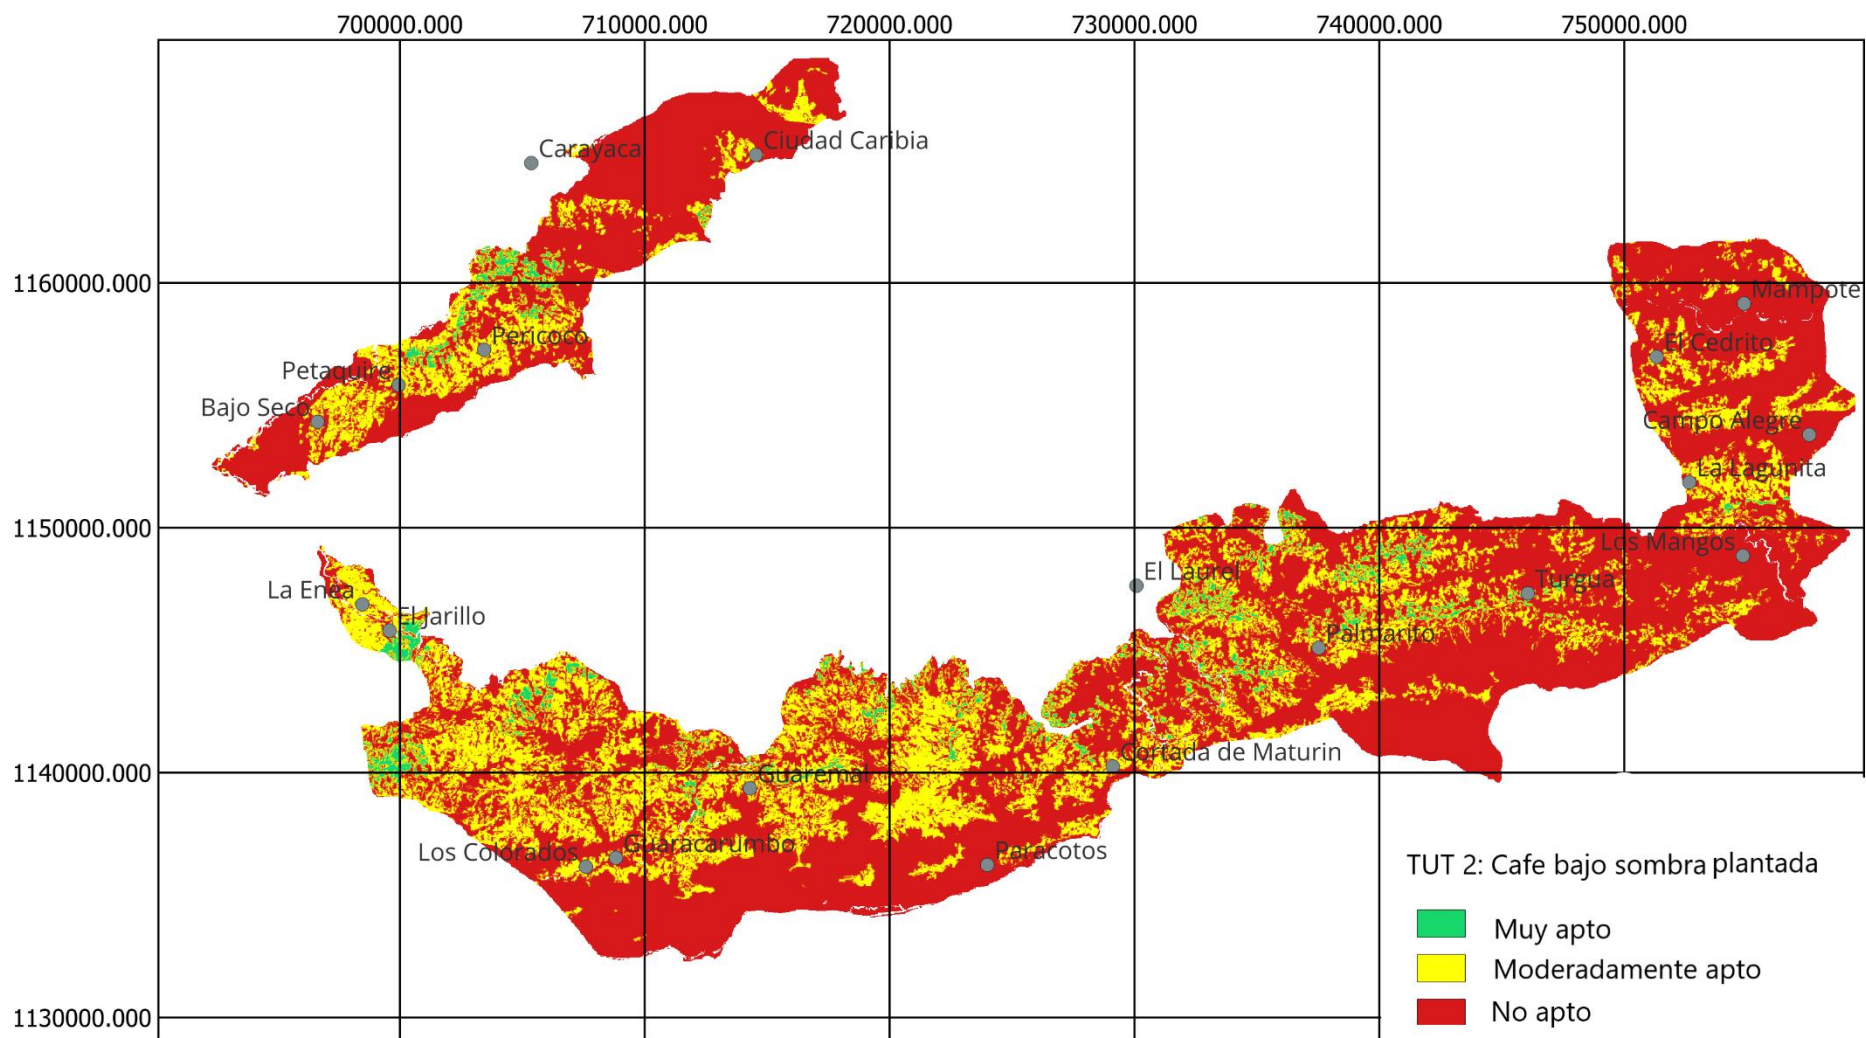 700000.000 710000.000 720000.000 730000.000 740000.000 750000.000
Carayaca
Ciudad Caribia
1160000.000
Mampote
Pericoco
El Cedrito
Petaquire
Bajo Seco
Campo Alegre
La Lagunita
1150000.000
Los Mangos
El Laurel
Turgua
La Enea
El Jarillo
Palmarito
Cortada de Maturin
1140000.000
Guaremal
Los Colorados
Guaracarumbo
Paracotos
TUT 2: Cafe bajo sombra plantada
Muy apto
Moderadamente apto
No apto
1130000.000